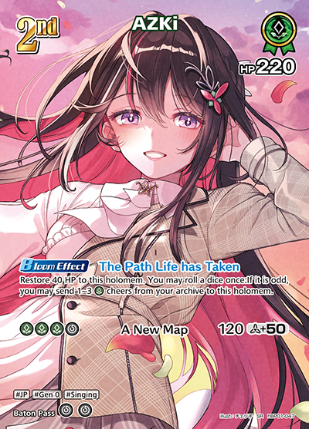 2nd
AZKi
HP 220
Bloom Effect The Path Life has Taken
Restore 40 HP to this holomem. You may roll a dice once.If it is odd,
you may send 1~3 cheers from your archive to this holomem.
A New Map 120 +50
#JP #Gen 0 #Singing
Baton Pass